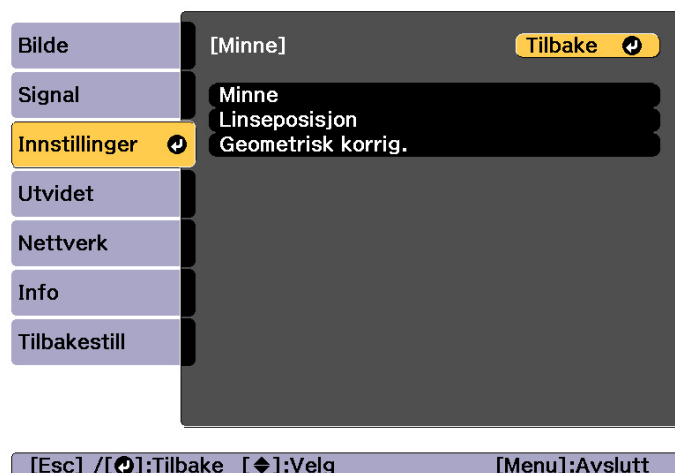 Bilde
Signal
Innstillinger
Utvidet
Nettverk
Info
Tilbakestill
[Minne] Tilbake
Minne
Linseposisjon
Geometrisk korrig.
[Esc] /[ ]:Tilbake [ ]:Velg [Menu]:Avslutt